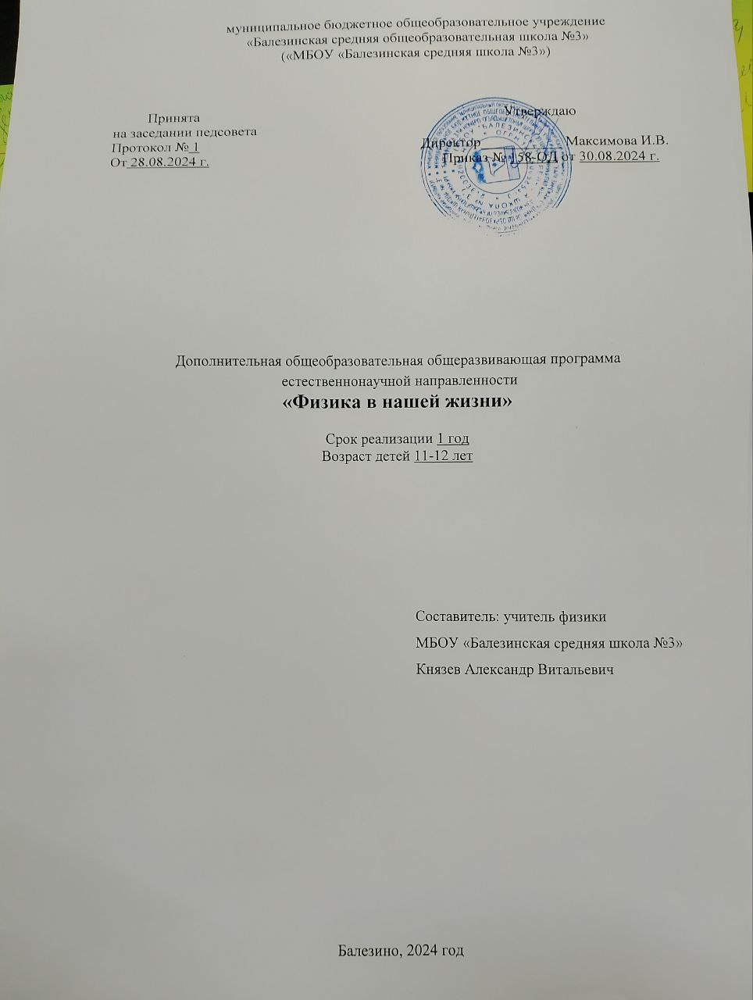 муниципальное бюджетное общеобразовательное учреждение
«Балезинская средняя общеобразовательная школа №3»
(«МБОУ «Балезинская средняя школа №3»)
Принята
на заседании педсовета
Протокол № 1
От 28.08.2024 г.
Утверждаю
Директор Максимова И.В.
Приказ № 158-ОД от 30.08.2024 г.
Дополнительная общеобразовательная общеразвивающая программа
естественнонаучной направленности
«Физика в нашей жизни»
Срок реализации 1 год
Возраст детей 11-12 лет
Составитель: учитель физики
МБОУ «Балезинская средняя школа №3»
Князев Александр Витальевич
Балезино, 2024 год